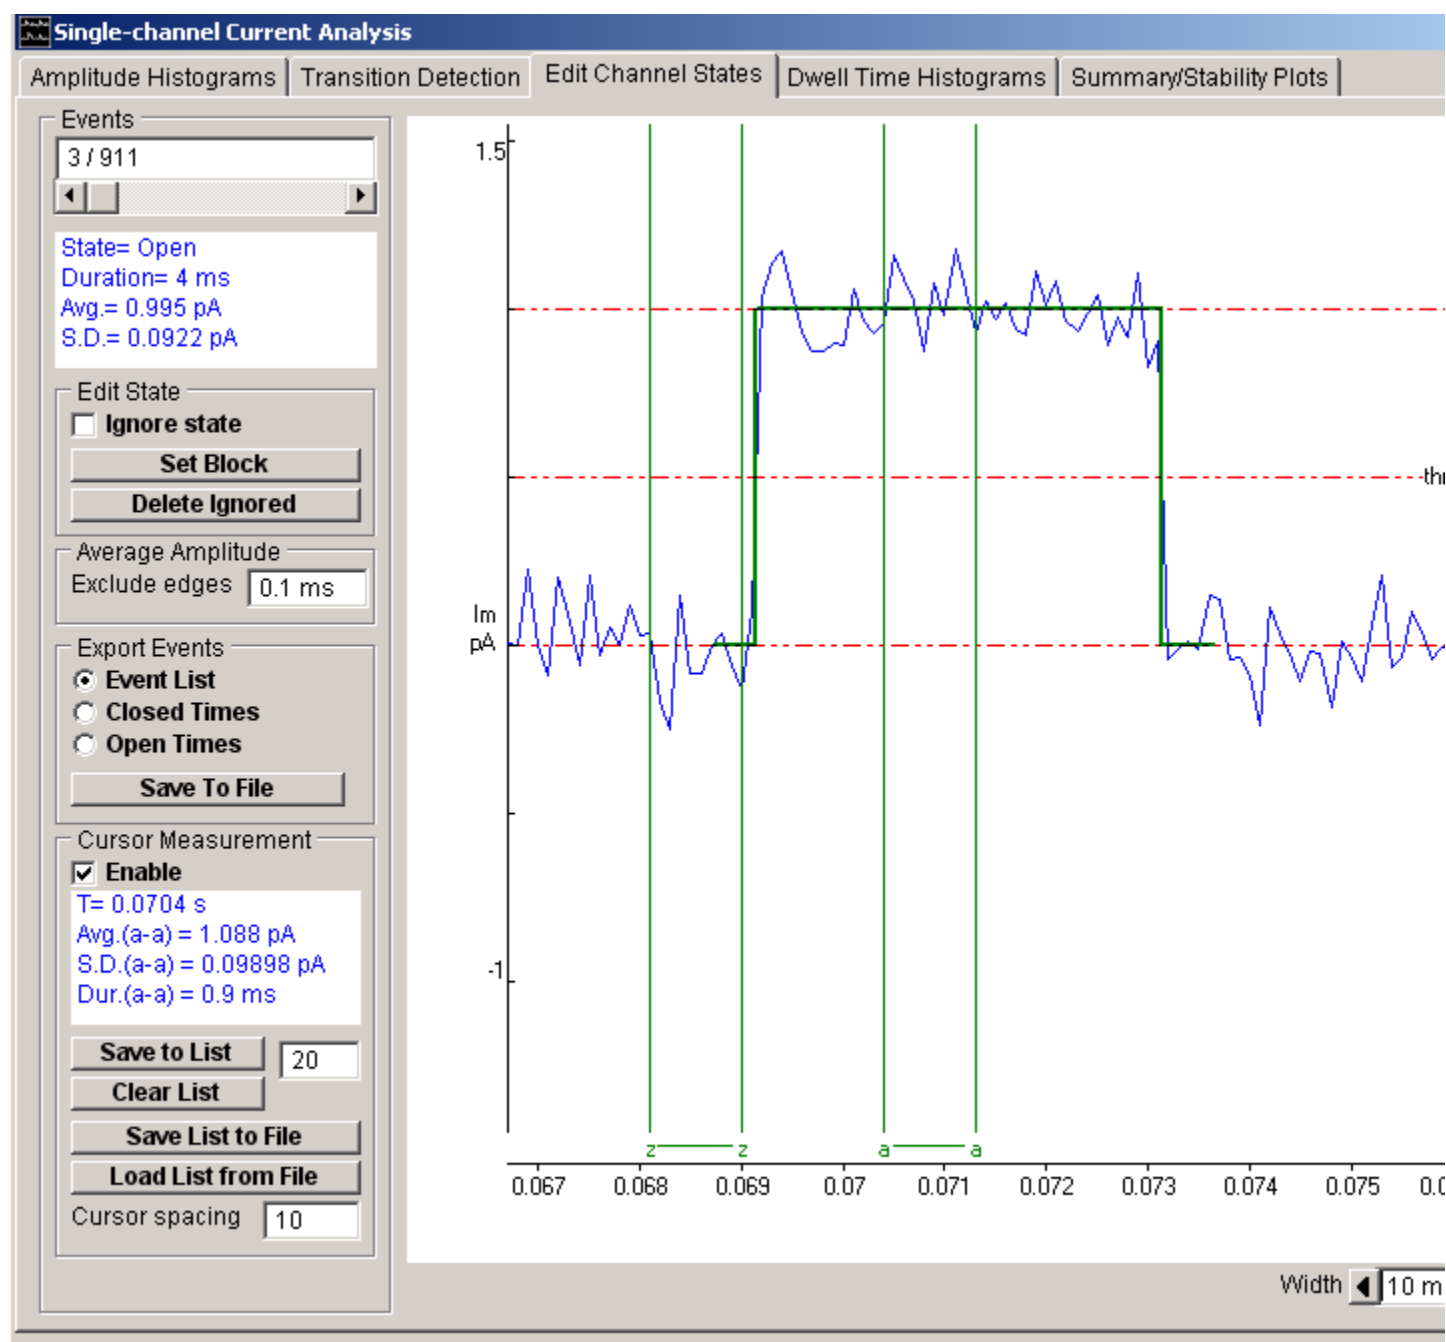 Single-channel Current Analysis
Amplitude Histograms
Transition Detection
Edit Channel States
Dwell Time Histograms
Summary/Stability Plots
Events
3 / 911
State= Open
Duration= 4 ms
Avg.= 0.995 pA
S.D.= 0.0922 pA
Edit State
Ignore state
Set Block
Delete Ignored
Average Amplitude
Exclude edges
0.1 ms
Export Events
Event List
Closed Times
Open Times
Save To File
Cursor Measurement
Enable
T= 0.0704 s
Avg.(a-a) = 1.088 pA
S.D.(a-a) = 0.09898 pA
Dur.(a-a) = 0.9 ms
Save to List
20
Clear List
Save List to File
Load List from File
Cursor spacing
10
1.5
Im
pA
-1
thr
z z a a
0.067 0.068 0.069 0.07 0.071 0.072 0.073 0.074 0.075
Width
10 m